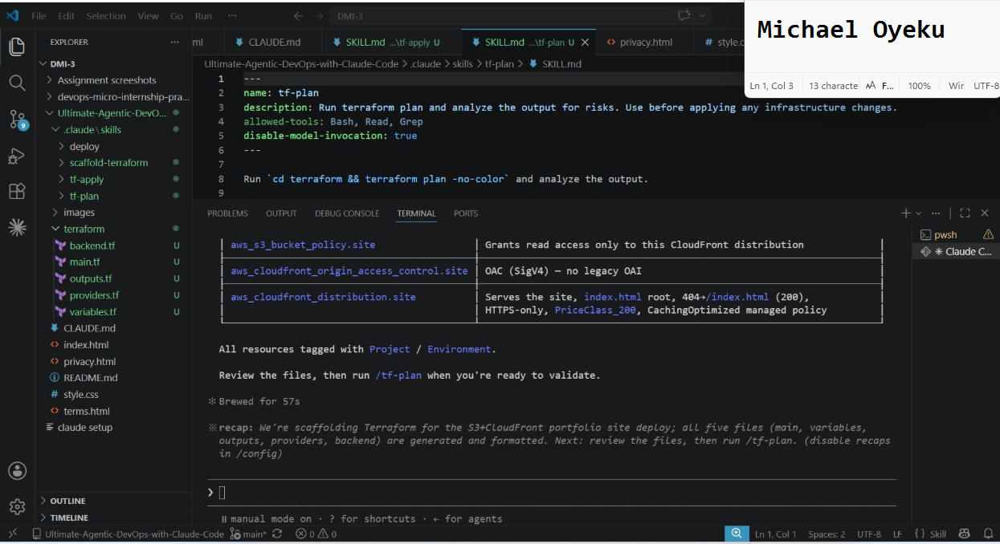 File Edit Selection View Go Run ··· ← → DMI-3
Michael Oyeku
Ln 1, Col 3 13 characte F... 100% Wir UTF-8
EXPLORER ···
DMI-3
Assignment screeshots
devops-micro-internship-pra...
Ultimate-Agentic-DevO...
.claude\skills
deploy
scaffold-terraform
tf-apply
tf-plan
images
terraform
backend.tf U
main.tf U
outputs.tf U
providers.tf U
variables.tf U
CLAUDE.md
index.html
privacy.html
README.md
style.css
terms.html
claude setup
OUTLINE
TIMELINE
9
ml CLAUDE.md SKILL.md ...\tf-apply U SKILL.md ...\tf-plan U privacy.html # style.c
Ultimate-Agentic-DevOps-with-Claude-Code > .claude > skills > tf-plan > SKILL.md
1 ---
2 name: tf-plan
3 description: Run terraform plan and analyze the output for risks. Use before applying any infrastructure changes.
4 allowed-tools: Bash, Read, Grep
5 disable-model-invocation: true
6 ---
7
8 Run `cd terraform && terraform plan -no-color` and analyze the output.
9
PROBLEMS OUTPUT DEBUG CONSOLE TERMINAL PORTS
pwsh
✳ Claude C...
aws_s3_bucket_policy.site Grants read access only to this CloudFront distribution
aws_cloudfront_origin_access_control.site OAC (SigV4) — no legacy OAI
aws_cloudfront_distribution.site Serves the site, index.html root, 404→/index.html (200),
HTTPS-only, PriceClass_200, CachingOptimized managed policy
All resources tagged with Project / Environment.
Review the files, then run /tf-plan when you're ready to validate.
✻ Brewed for 57s
※ recap: We're scaffolding Terraform for the S3+CloudFront portfolio site deploy; all five files (main, variables,
outputs, providers, backend) are generated and formatted. Next: review the files, then run /tf-plan. (disable recaps
in /config)
❯
⏸ manual mode on · ? for shortcuts · ← for agents
Ultimate-Agentic-DevOps-with-Claude-Code main* 0 0 Ln 1, Col 1 Spaces: 2 UTF-8 LF { } Skill